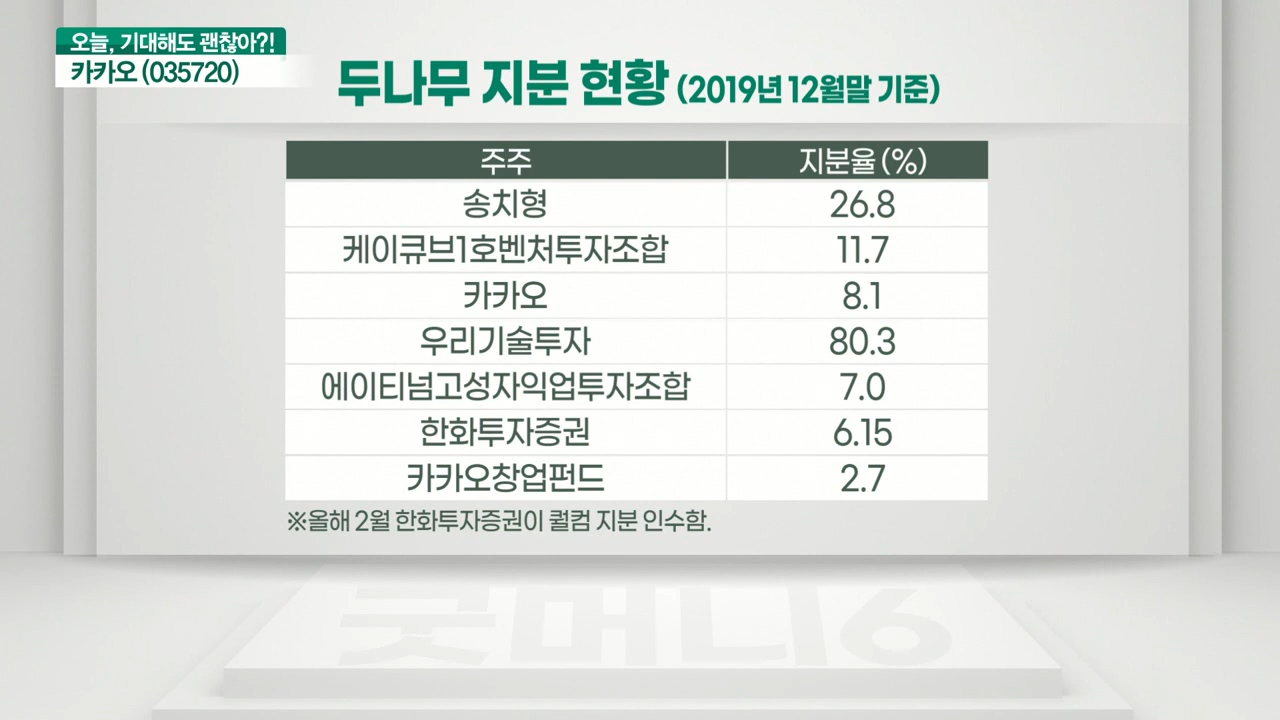 오늘, 기대해도 괜찮아?!
카카오 (035720)
두나무 지분 현황 (2019년 12월말 기준)
주주 지분율 (%)
송치형 26.8
케이큐브1호벤처투자조합 11.7
카카오 8.1
우리기술투자 80.3
에이티넘고성자익업투자조합 7.0
한화투자증권 6.15
카카오창업펀드 2.7
※올해 2월 한화투자증권이 퀄컴 지분 인수함.
굿머니6